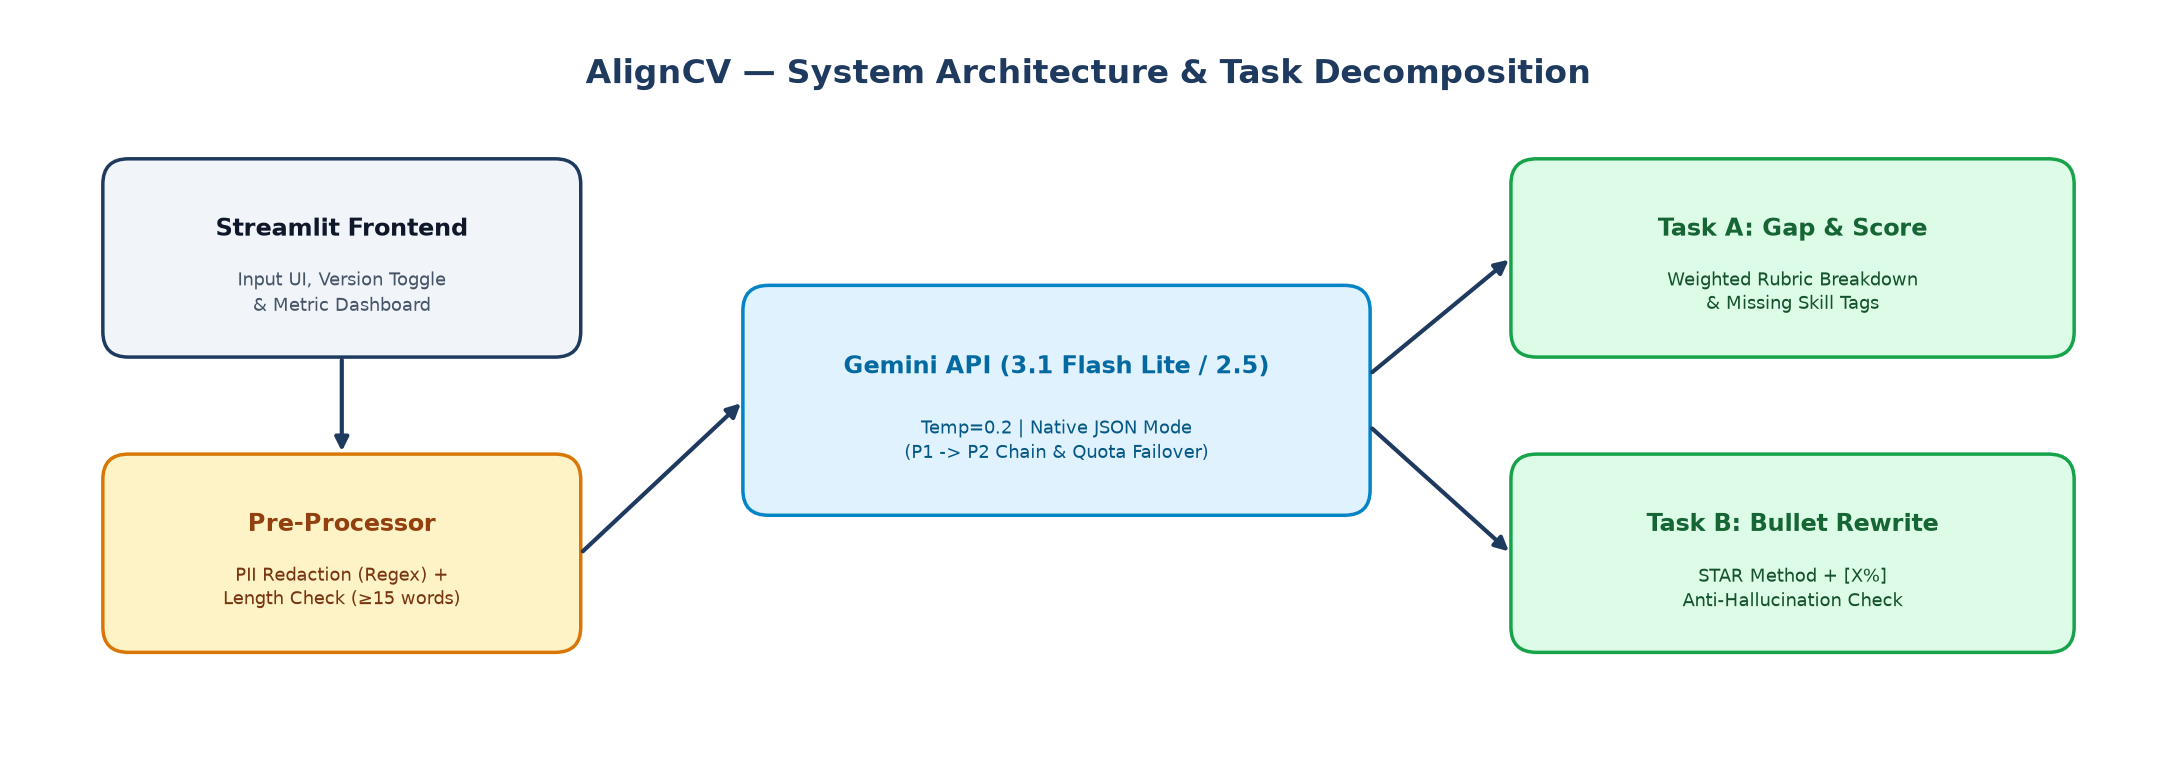 AlignCV — System Architecture & Task Decomposition
Streamlit Frontend
Input UI, Version Toggle
& Metric Dashboard
Pre-Processor
PII Redaction (Regex) +
Length Check (≥15 words)
Gemini API (3.1 Flash Lite / 2.5)
Temp=0.2 | Native JSON Mode
(P1 -> P2 Chain & Quota Failover)
Task A: Gap & Score
Weighted Rubric Breakdown
& Missing Skill Tags
Task B: Bullet Rewrite
STAR Method + [X%]
Anti-Hallucination Check